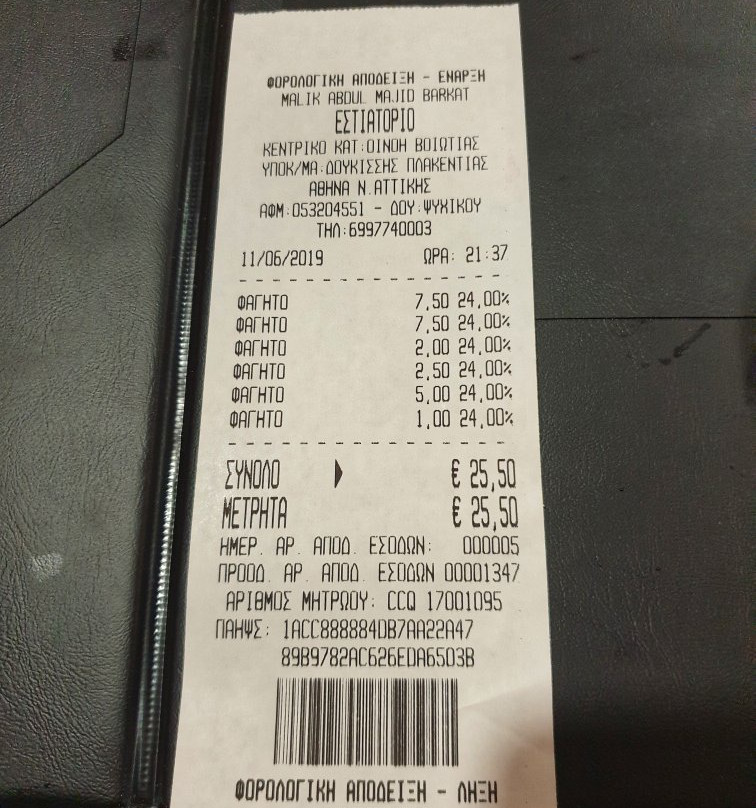 ΦΟΡΟΛΟΓΙΚΗ ΑΠΟΔΕΙΞΗ - ΕΝΑΡΞΗ
MALIK ABDUL MAJID BARKAT
ΕΣΤΙΑΤΟΡΙΟ
ΚΕΝΤΡΙΚΟ ΚΑΤ:ΟΙΝΟΗ ΒΟΙΩΤΙΑΣ
ΥΠΟΚ/ΜΑ:ΔΟΥΚΙΣΣΗΣ ΠΛΑΚΕΝΤΙΑΣ
ΑΘΗΝΑ Ν.ΑΤΤΙΚΗΣ
ΑΦΜ:053204551 - ΔΟΥ:ΨΥΧΙΚΟΥ
ΤΗΛ:6997740003
11/06/2019 ΩΡΑ: 21:37
ΦΑΓΗΤΟ 7,50 24,00%
ΦΑΓΗΤΟ 7,50 24,00%
ΦΑΓΗΤΟ 2,00 24,00%
ΦΑΓΗΤΟ 2,50 24,00%
ΦΑΓΗΤΟ 5,00 24,00%
ΦΑΓΗΤΟ 1,00 24,00%
ΣΥΝΟΛΟ € 25,50
ΜΕΤΡΗΤΑ € 25,50
ΗΜΕΡ. ΑΡ. ΑΠΟΔ. ΕΣΟΔΩΝ: 000005
ΠΡΟΟΔ. ΑΡ. ΑΠΟΔ. ΕΣΟΔΩΝ 00001347
ΑΡΙΘΜΟΣ ΜΗΤΡΩΟΥ: CCQ 17001095
ΠΑΗΨΣ: 1ACC888884DB7AA22A47
89B9782AC626EDA6503B
ΦΟΡΟΛΟΓΙΚΗ ΑΠΟΔΕΙΞΗ - ΛΗΞΗ